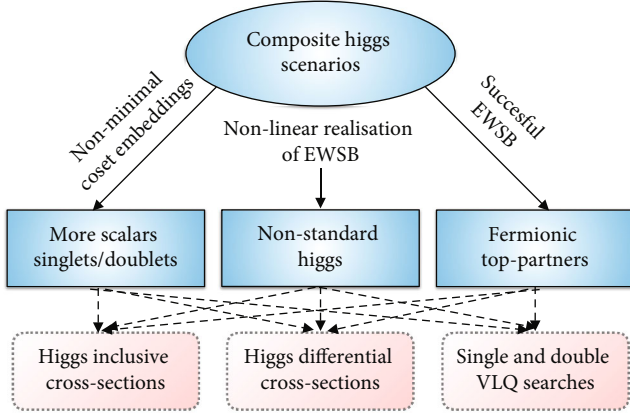 Composite higgs
scenarios
Non-minimal
coset embeddings
Non-linear realisation
of EWSB
Succesful
EWSB
More scalars
singlets/doublets
Non-standard
higgs
Fermionic
top-partners
Higgs inclusive
cross-sections
Higgs differential
cross-sections
Single and double
VLQ searches